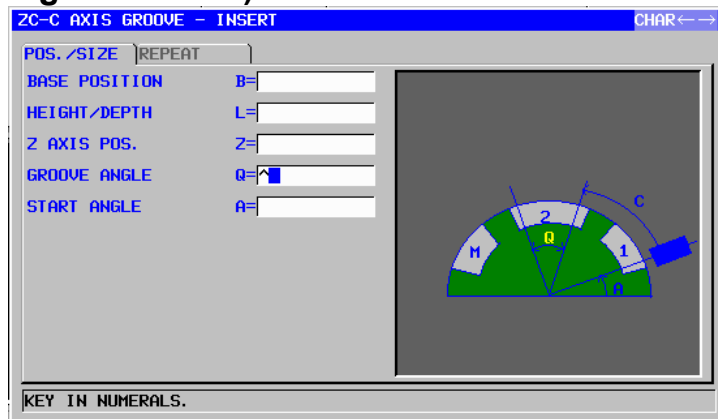 ZC-C AXIS GROOVE - INSERT CHAR←→
POS./SIZE REPEAT
BASE POSITION B=
HEIGHT/DEPTH L=
Z AXIS POS. Z=
GROOVE ANGLE Q=^
START ANGLE A=
C
2
Q
M
1
A
KEY IN NUMERALS.